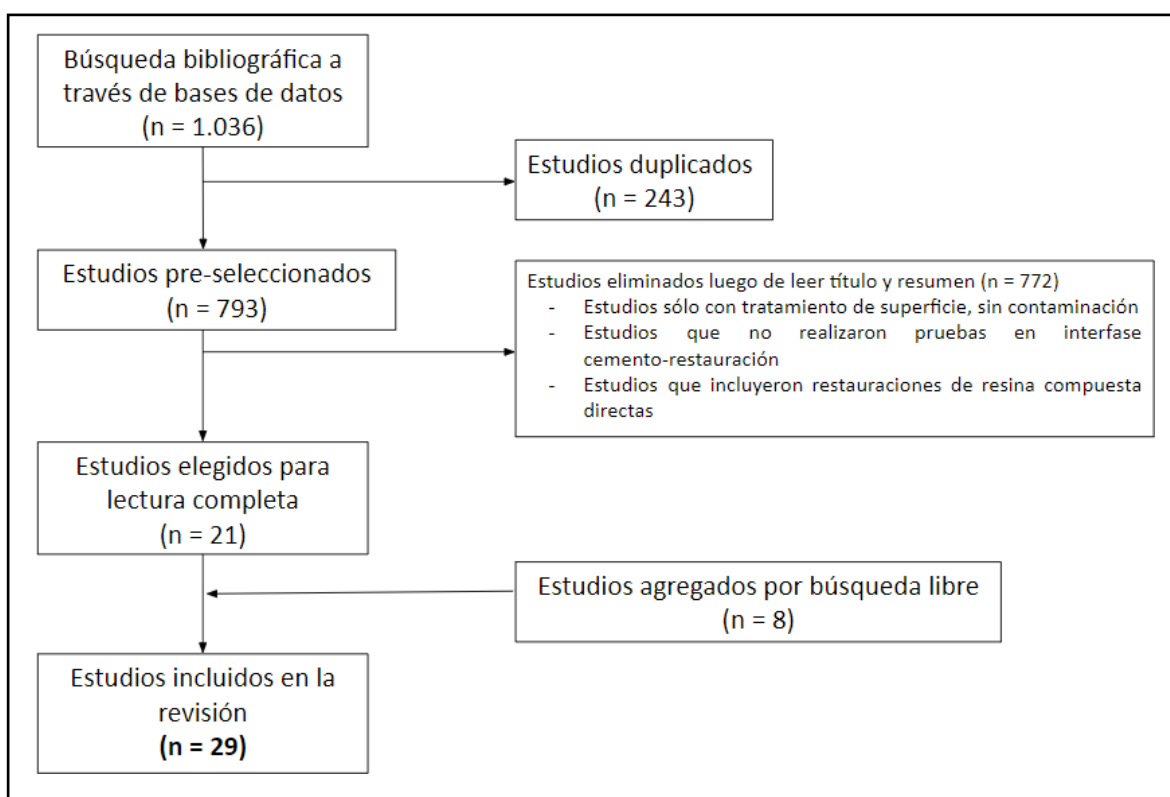 Búsqueda bibliográfica a
través de bases de datos
(n = 1.036)
Estudios duplicados
(n = 243)
Estudios pre-seleccionados
(n = 793)
Estudios eliminados luego de leer título y resumen (n = 772)
- Estudios sólo con tratamiento de superficie, sin contaminación
- Estudios que no realizaron pruebas en interfase
cemento-restauración
- Estudios que incluyeron restauraciones de resina compuesta
directas
Estudios elegidos para
lectura completa
(n = 21)
Estudios agregados por búsqueda libre
(n = 8)
Estudios incluidos en la
revisión
(n = 29)